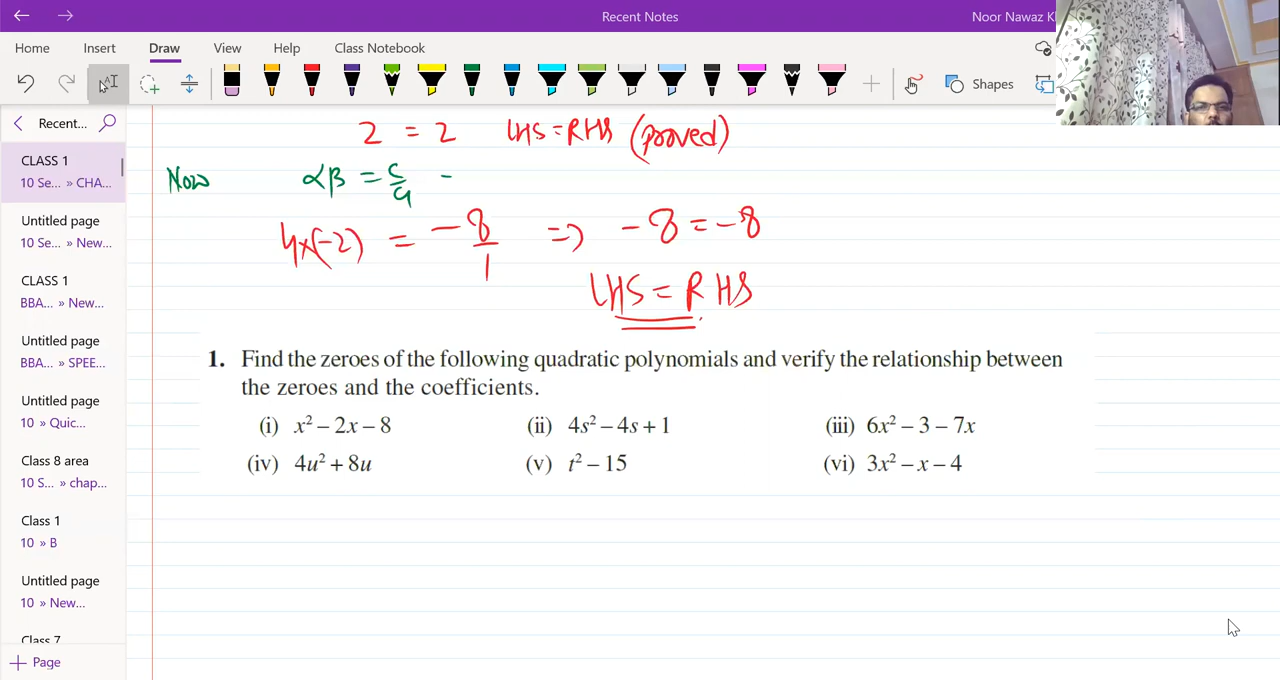 Recent Notes
Noor Nawaz K
Home Insert Draw View Help Class Notebook
Shapes
Recent...
CLASS 1
10 Se... » CHA...
Untitled page
10 Se... » New...
CLASS 1
BBA... » New...
Untitled page
BBA... » SPEE...
Untitled page
10 » Quic...
Class 8 area
10 S... » chap...
Class 1
10 » B
Untitled page
10 » New...
Class 7
+ Page
2 = 2 LHS = RHS (proved)
Now αβ = c/a =
4×(-2) = -8/1 => -8 = -8
LHS = RHS
1. Find the zeroes of the following quadratic polynomials and verify the relationship between
the zeroes and the coefficients.
(i) x² – 2x – 8 (ii) 4s² – 4s + 1 (iii) 6x² – 3 – 7x
(iv) 4u² + 8u (v) t² – 15 (vi) 3x² – x – 4